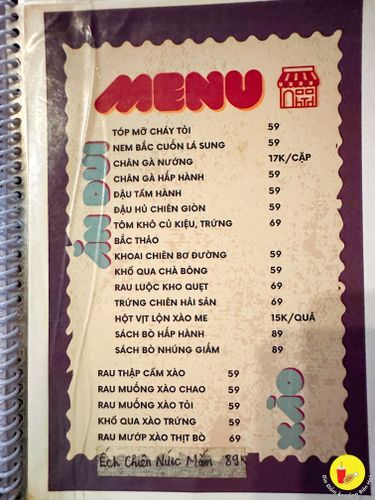 MENU
ĂN ĐÙI
TÓP MỠ CHÁY TỎI 59
NEM BẮC CUỐN LÁ SUNG 59
CHÂN GÀ NƯỚNG 17K/CẶP
CHÂN GÀ HẤP HÀNH 59
ĐẬU TẨM HÀNH 59
ĐẬU HỦ CHIÊN GIÒN 59
TÔM KHÔ CỦ KIỆU, TRỨNG 69
BẮC THẢO
KHOAI CHIÊN BƠ ĐƯỜNG 59
KHỔ QUA CHÀ BÔNG 59
RAU LUỘC KHO QUẸT 69
TRỨNG CHIÊN HẢI SẢN 69
HỘT VỊT LỘN XÀO ME 15K/QUẢ
SÁCH BÒ HẤP HÀNH 89
SÁCH BÒ NHÚNG GIẤM 89
XÀO
RAU THẬP CẨM XÀO 59
RAU MUỐNG XÀO CHAO 59
RAU MUỐNG XÀO TỎI 59
KHỔ QUA XÀO TRỨNG 59
RAU MƯỚP XÀO THỊT BÒ 69
Ếch Chiên Nước Mắm 89K